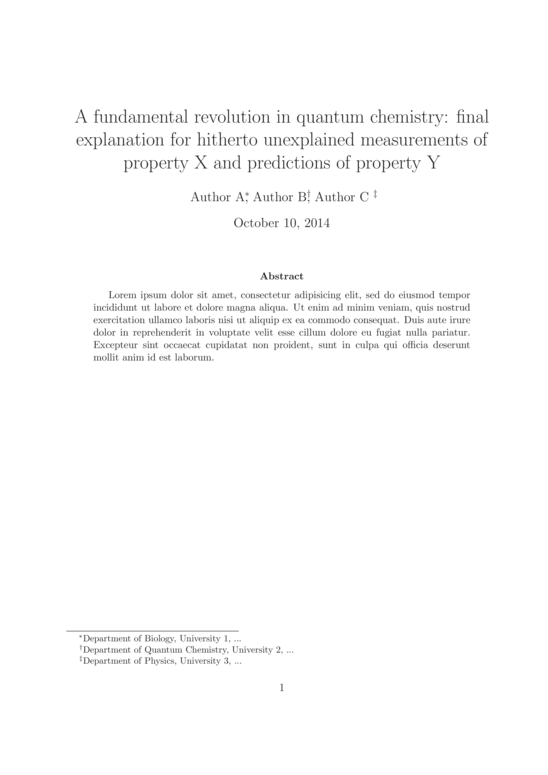 A fundamental revolution in quantum chemistry: final
explanation for hitherto unexplained measurements of
property X and predictions of property Y
Author A*, Author B†, Author C ‡
October 10, 2014
Abstract
Lorem ipsum dolor sit amet, consectetur adipisicing elit, sed do eiusmod tempor
incididunt ut labore et dolore magna aliqua. Ut enim ad minim veniam, quis nostrud
exercitation ullamco laboris nisi ut aliquip ex ea commodo consequat. Duis aute irure
dolor in reprehenderit in voluptate velit esse cillum dolore eu fugiat nulla pariatur.
Excepteur sint occaecat cupidatat non proident, sunt in culpa qui officia deserunt
mollit anim id est laborum.
*Department of Biology, University 1, ...
†Department of Quantum Chemistry, University 2, ...
‡Department of Physics, University 3, ...
1